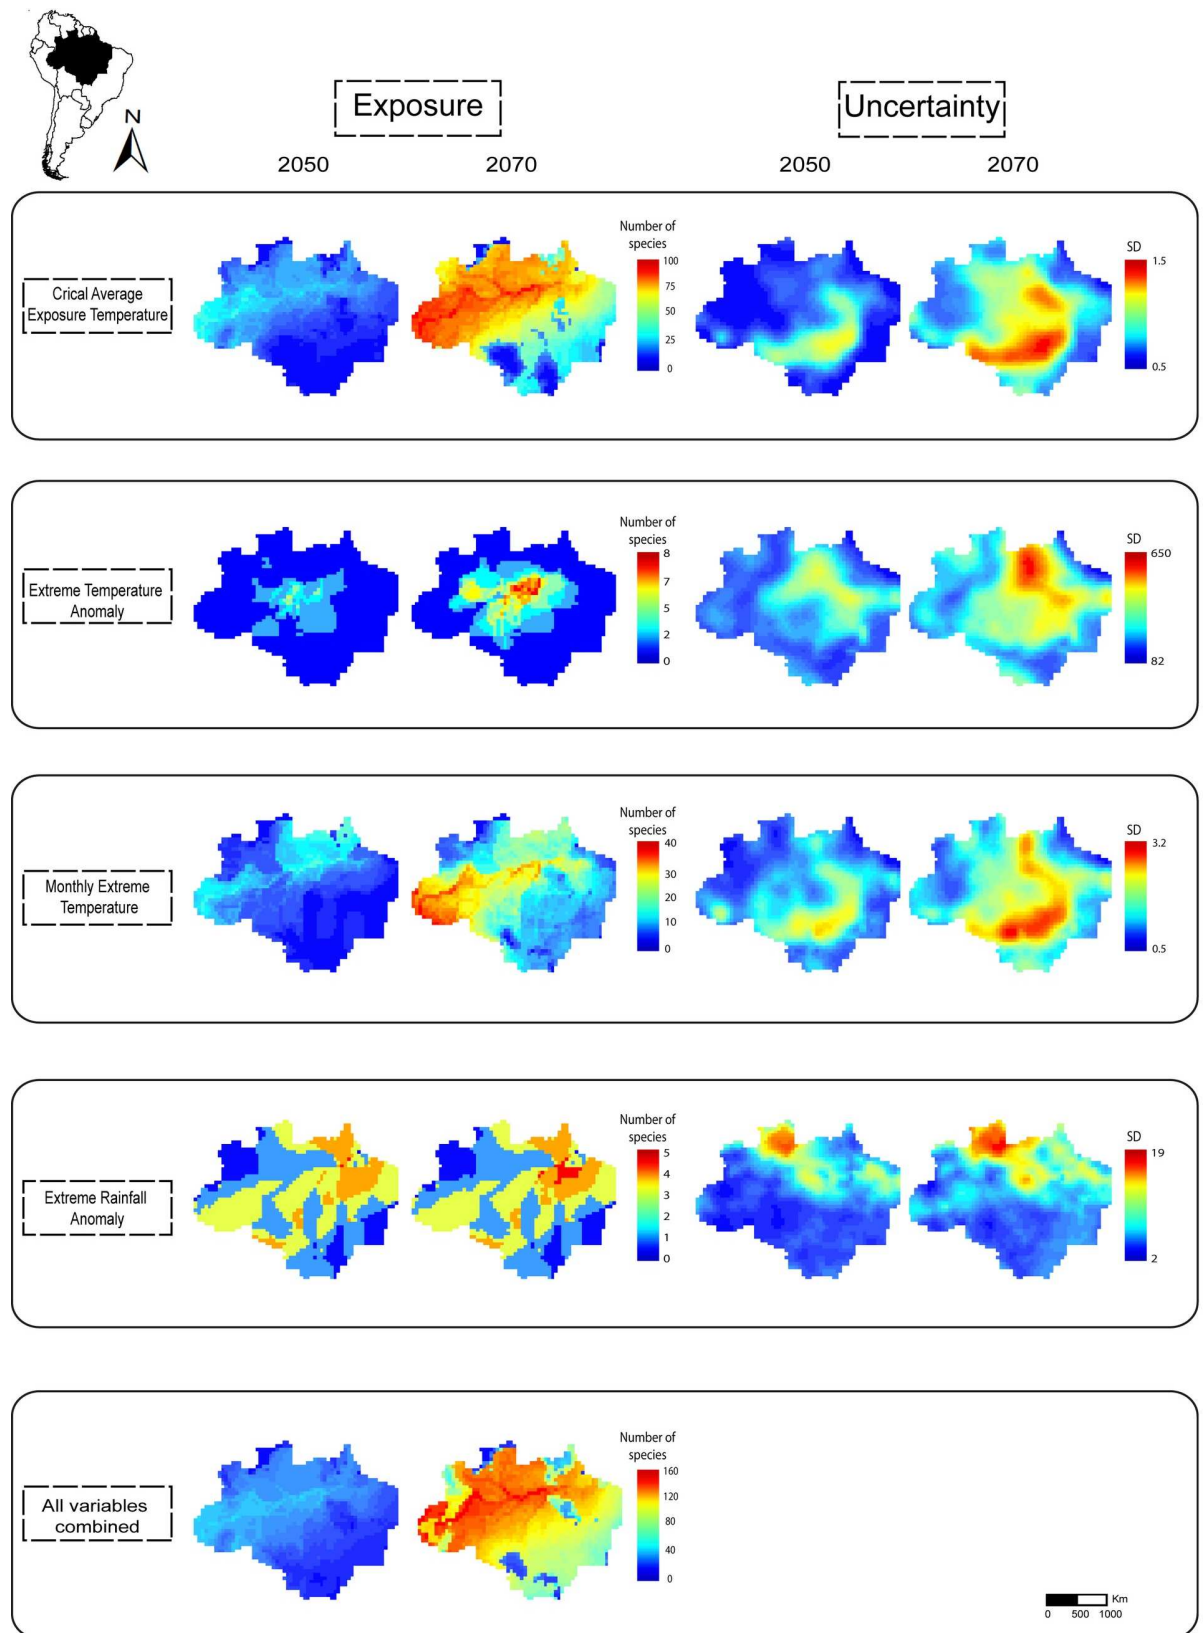 N
Exposure
Uncertainty
2050
2070
2050
2070
Crical Average
Exposure Temperature
Number of
species
100
75
50
25
0
SD
1.5
0.5
Extreme Temperature
Anomaly
Number of
species
8
7
5
2
0
SD
650
82
Monthly Extreme
Temperature
Number of
species
40
30
20
10
0
SD
3.2
0.5
Extreme Rainfall
Anomaly
Number of
species
5
4
3
2
1
0
SD
19
2
All variables
combined
Number of
species
160
120
80
40
0
Km
0 500 1000